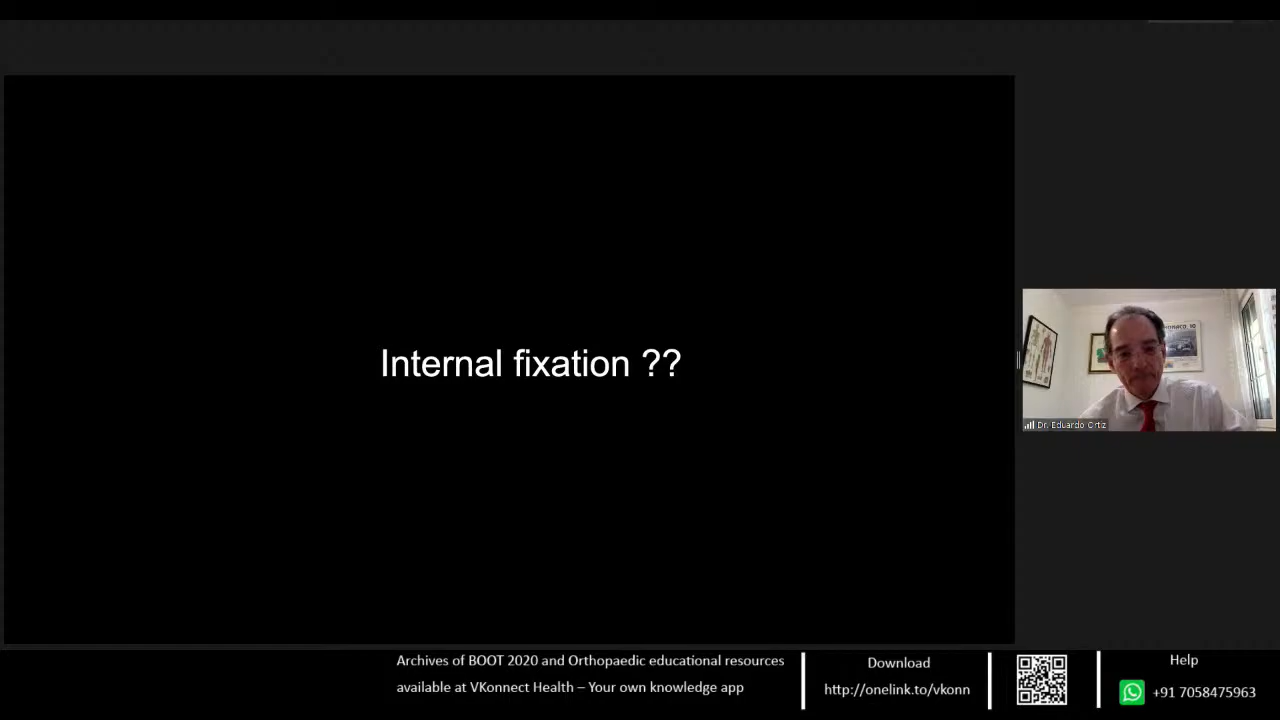 Internal fixation ??
Dr. Eduardo Ortiz
Archives of BOOT 2020 and Orthopaedic educational resources
available at VKonnect Health – Your own knowledge app
Download
http://onelink.to/vkonn
Help
+91 7058475963